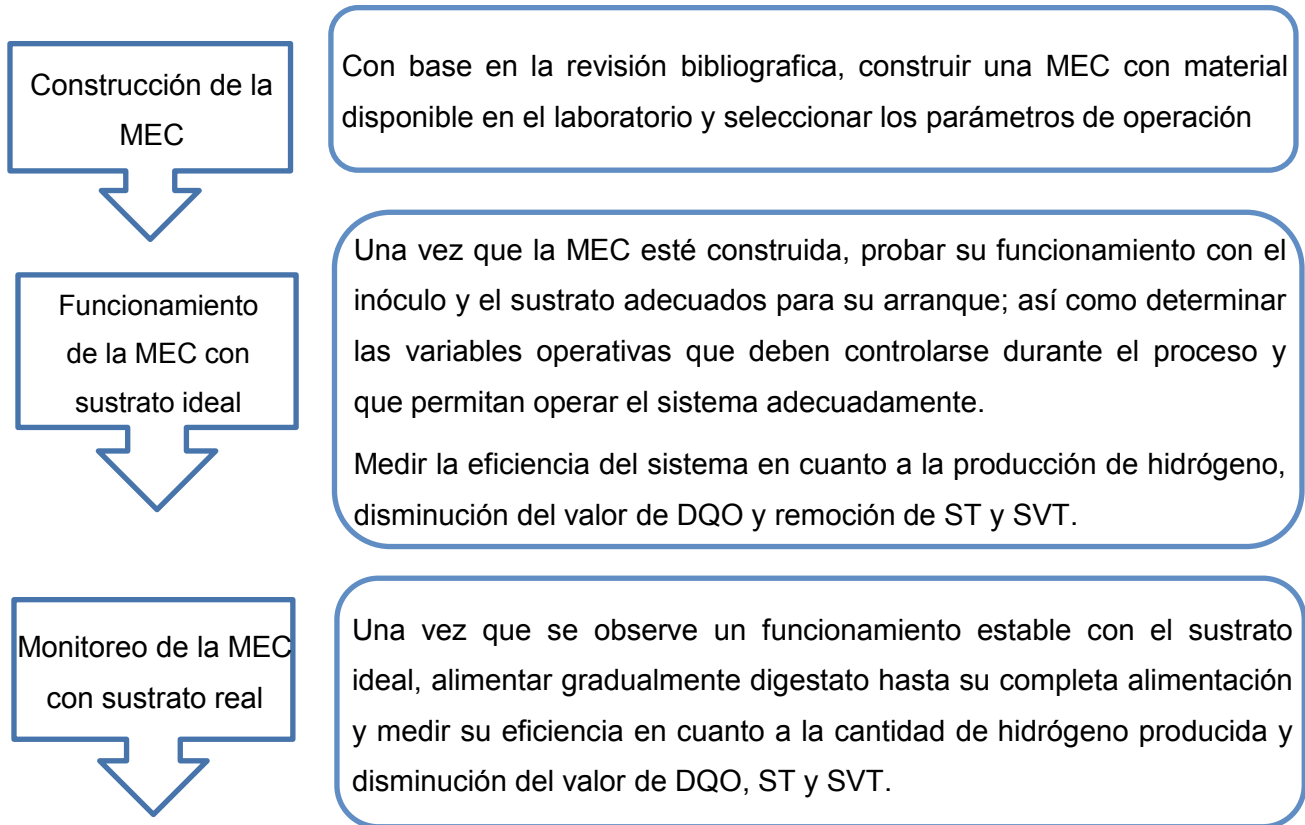 Construcción de la
MEC
Con base en la revisión bibliografica, construir una MEC con material
disponible en el laboratorio y seleccionar los parámetros de operación
Funcionamiento
de la MEC con
sustrato ideal
Una vez que la MEC esté construida, probar su funcionamiento con el
inóculo y el sustrato adecuados para su arranque; así como determinar
las variables operativas que deben controlarse durante el proceso y
que permitan operar el sistema adecuadamente.
Medir la eficiencia del sistema en cuanto a la producción de hidrógeno,
disminución del valor de DQO y remoción de ST y SVT.
Monitoreo de la MEC
con sustrato real
Una vez que se observe un funcionamiento estable con el sustrato
ideal, alimentar gradualmente digestato hasta su completa alimentación
y medir su eficiencia en cuanto a la cantidad de hidrógeno producida y
disminución del valor de DQO, ST y SVT.